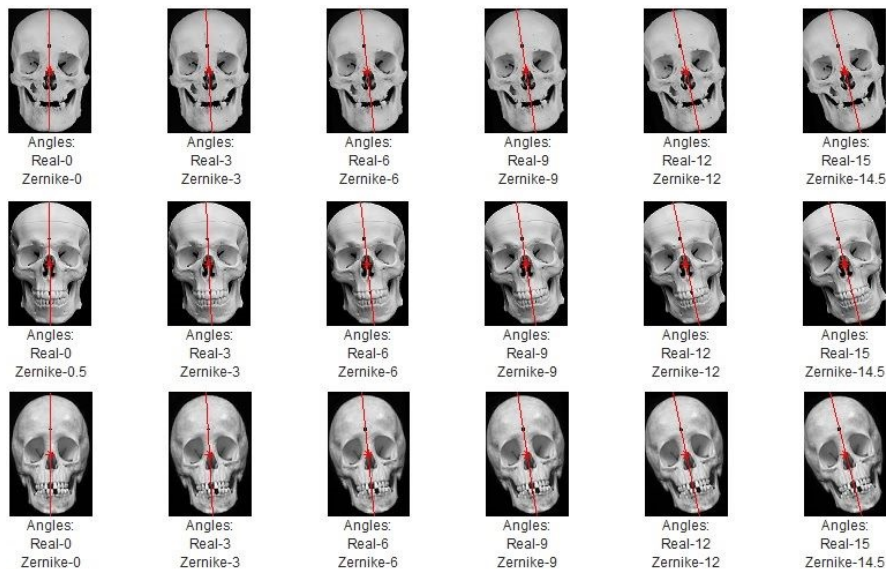 Angles: Angles: Angles: Angles: Angles: Angles:
Real-0 Real-3 Real-6 Real-9 Real-12 Real-15
Zernike-0 Zernike-3 Zernike-6 Zernike-9 Zernike-12 Zernike-14.5
Angles: Angles: Angles: Angles: Angles: Angles:
Real-0 Real-3 Real-6 Real-9 Real-12 Real-15
Zernike-0.5 Zernike-3 Zernike-6 Zernike-9 Zernike-12 Zernike-14.5
Angles: Angles: Angles: Angles: Angles: Angles:
Real-0 Real-3 Real-6 Real-9 Real-12 Real-15
Zernike-0 Zernike-3 Zernike-6 Zernike-9 Zernike-12 Zernike-14.5